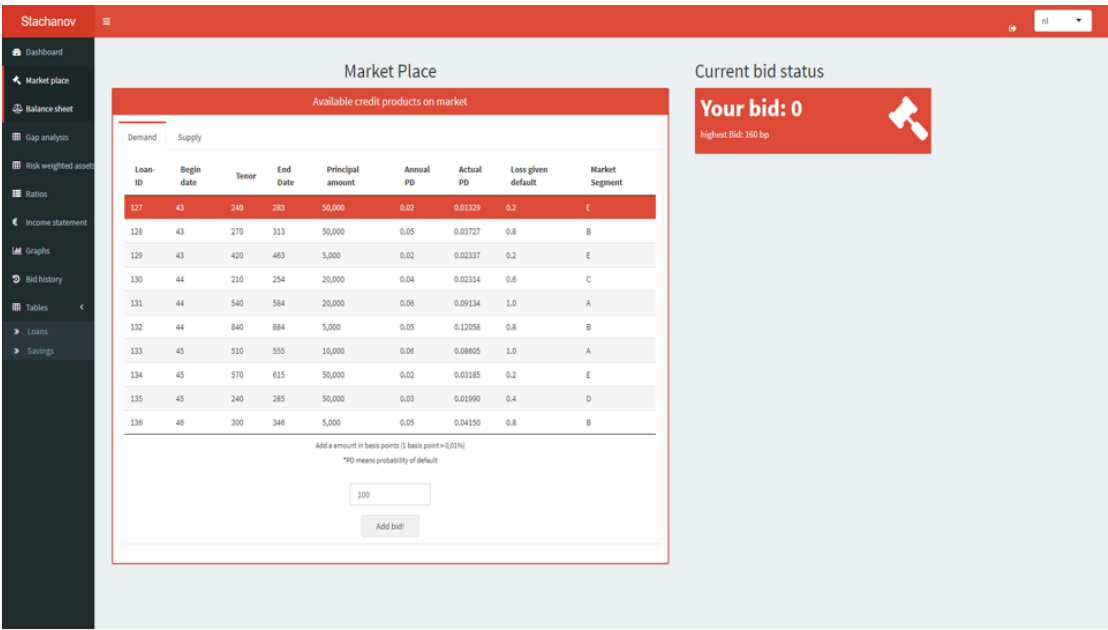 Stachanov
nl
Dashboard
Market place
Balance sheet
Gap analysis
Risk weighted assets
Ratios
Income statement
Graphs
Bid history
Tables
Loans
Savings
Market Place
Available credit products on market
Demand Supply
Loan-ID Begin date Tenor End Date Principal amount Annual PD Actual PD Loss given default Market Segment
127 43 240 283 50,000 0.02 0.01329 0.2 E
128 43 270 313 50,000 0.05 0.03727 0.8 B
129 43 420 463 5,000 0.02 0.02337 0.2 E
130 44 210 254 20,000 0.04 0.02314 0.6 C
131 44 540 584 20,000 0.06 0.09134 1.0 A
132 44 840 884 5,000 0.05 0.12058 0.8 B
133 45 510 555 10,000 0.06 0.08605 1.0 A
134 45 570 615 50,000 0.02 0.03185 0.2 E
135 45 240 285 50,000 0.03 0.01990 0.4 D
136 46 300 346 5,000 0.05 0.04150 0.8 B
Add a amount in basis points (1 basis point = 0,01%)
*PD means probability of default
100
Add bid!
Current bid status
Your bid: 0
highest Bid: 160 bp